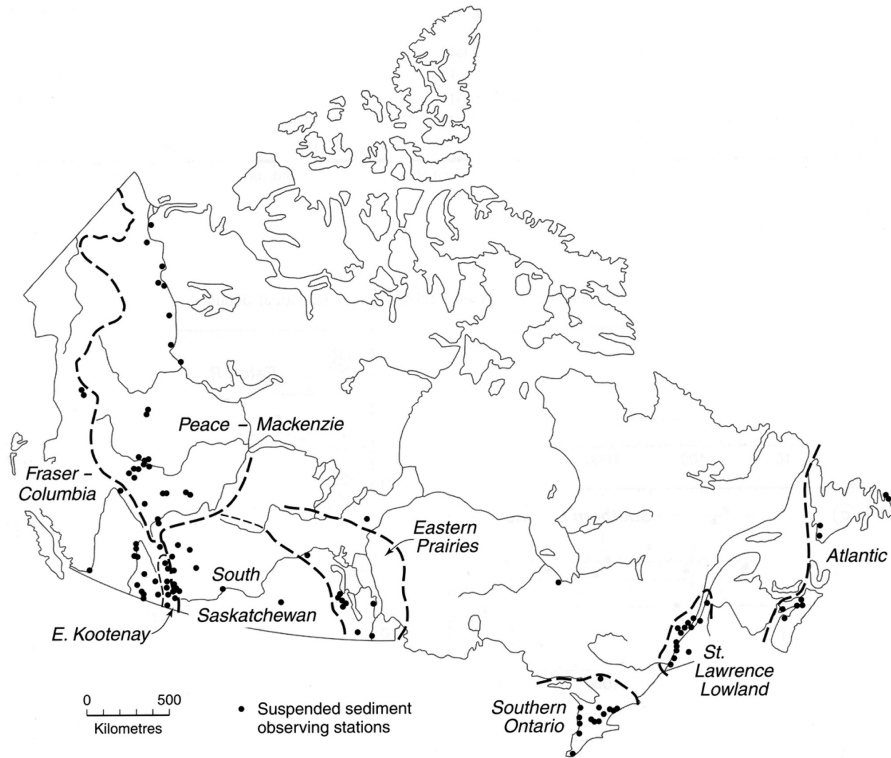 Peace – Mackenzie
Fraser –
Columbia
Eastern
Prairies
Atlantic
South
Saskatchewan
E. Kootenay
St.
Lawrence
Lowland
Southern
Ontario
0 500
Kilometres
Suspended sediment
observing stations